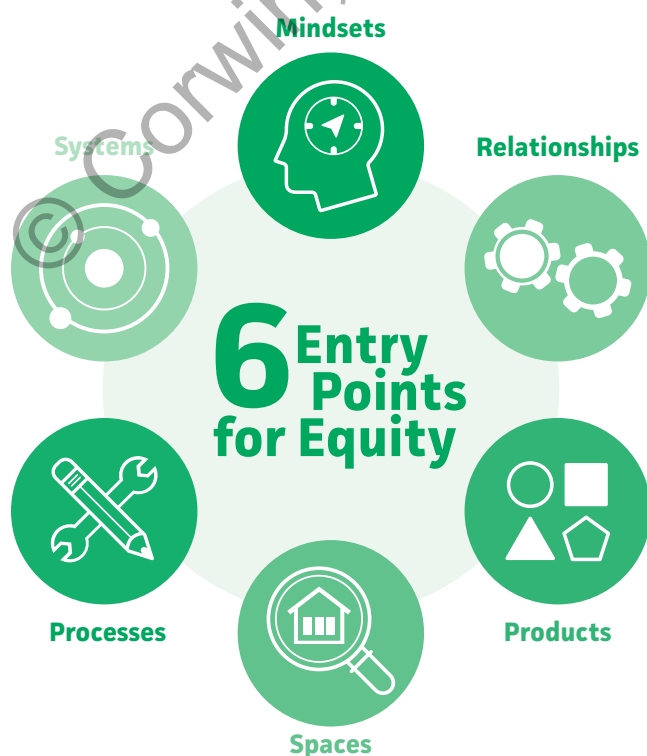 Mindsets
Systems
Relationships
6 Entry
Points
for Equity
Processes
Products
Spaces
© Corwin,